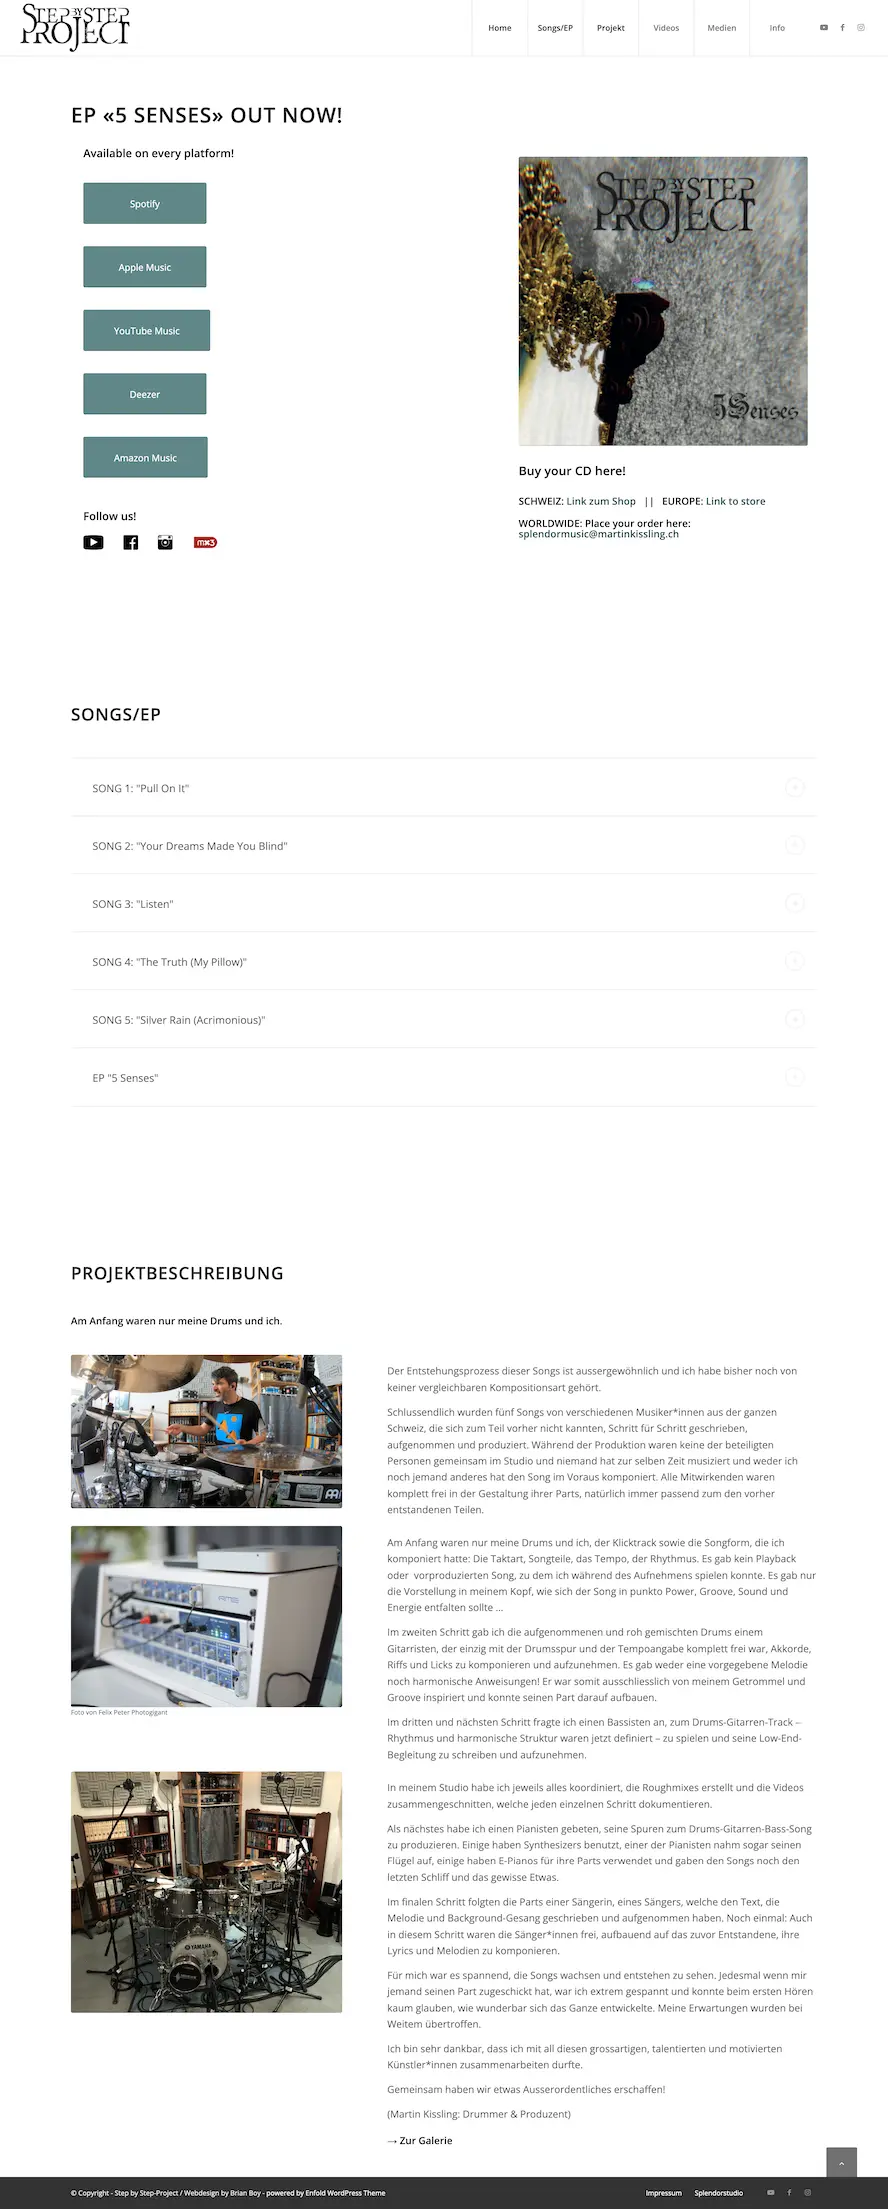 STEP BY STEP
PROJECT
Home
Songs/EP
Projekt
Videos
Medien
Info
EP «5 SENSES» OUT NOW!
Available on every platform!
Spotify
Apple Music
YouTube Music
Deezer
Amazon Music
Follow us!
mx3
STEP BY STEP
PROJECT
5 Senses
Buy your CD here!
SCHWEIZ: Link zum Shop || EUROPE: Link to store
WORLDWIDE: Place your order here:
splendormusic@martinkissling.ch
SONGS/EP
SONG 1: "Pull On It"
SONG 2: "Your Dreams Made You Blind"
SONG 3: "Listen"
SONG 4: "The Truth (My Pillow)"
SONG 5: "Silver Rain (Acrimonious)"
EP "5 Senses"
PROJEKTBESCHREIBUNG
Am Anfang waren nur meine Drums und ich.
Foto von Felix Peter Photogigant
YAMAHA
Der Entstehungsprozess dieser Songs ist aussergewöhnlich und ich habe bisher noch von
keiner vergleichbaren Kompositionsart gehört.
Schlussendlich wurden fünf Songs von verschiedenen Musiker*innen aus der ganzen
Schweiz, die sich zum Teil vorher nicht kannten, Schritt für Schritt geschrieben,
aufgenommen und produziert. Während der Produktion waren keine der beteiligten
Personen gemeinsam im Studio und niemand hat zur selben Zeit musiziert und weder ich
noch jemand anderes hat den Song im Voraus komponiert. Alle Mitwirkenden waren
komplett frei in der Gestaltung ihrer Parts, natürlich immer passend zum den vorher
entstandenen Teilen.
Am Anfang waren nur meine Drums und ich, der Klicktrack sowie die Songform, die ich
komponiert hatte: Die Taktart, Songteile, das Tempo, der Rhythmus. Es gab kein Playback
oder vorproduzierten Song, zu dem ich während des Aufnehmens spielen konnte. Es gab nur
die Vorstellung in meinem Kopf, wie sich der Song in punkto Power, Groove, Sound und
Energie entfalten sollte ...
Im zweiten Schritt gab ich die aufgenommenen und roh gemischten Drums einem
Gitarristen, der einzig mit der Drumsspur und der Tempoangabe komplett frei war, Akkorde,
Riffs und Licks zu komponieren und aufzunehmen. Es gab weder eine vorgegebene Melodie
noch harmonische Anweisungen! Er war somit ausschliesslich von meinem Getrommel und
Groove inspiriert und konnte seinen Part darauf aufbauen.
Im dritten und nächsten Schritt fragte ich einen Bassisten an, zum Drums-Gitarren-Track –
Rhythmus und harmonische Struktur waren jetzt definiert – zu spielen und seine Low-End-
Begleitung zu schreiben und aufzunehmen.
In meinem Studio habe ich jeweils alles koordiniert, die Roughmixes erstellt und die Videos
zusammengeschnitten, welche jeden einzelnen Schritt dokumentieren.
Als nächstes habe ich einen Pianisten gebeten, seine Spuren zum Drums-Gitarren-Bass-Song
zu produzieren. Einige haben Synthesizers benutzt, einer der Pianisten nahm sogar seinen
Flügel auf, einige haben E-Pianos für ihre Parts verwendet und gaben den Songs noch den
letzten Schliff und das gewisse Etwas.
Im finalen Schritt folgten die Parts einer Sängerin, eines Sängers, welche den Text, die
Melodie und Background-Gesang geschrieben und aufgenommen haben. Noch einmal: Auch
in diesem Schritt waren die Sänger*innen frei, aufbauend auf das zuvor Entstandene, ihre
Lyrics und Melodien zu komponieren.
Für mich war es spannend, die Songs wachsen und entstehen zu sehen. Jedesmal wenn mir
jemand seinen Part zugeschickt hat, war ich extrem gespannt und konnte beim ersten Hören
kaum glauben, wie wunderbar sich das Ganze entwickelte. Meine Erwartungen wurden bei
Weitem übertroffen.
Ich bin sehr dankbar, dass ich mit all diesen grossartigen, talentierten und motivierten
Künstler*innen zusammenarbeiten durfte.
Gemeinsam haben wir etwas Ausserordentliches erschaffen!
(Martin Kissling: Drummer & Produzent)
→ Zur Galerie
© Copyright - Step by Step-Project / Webdesign by Brian Boy - powered by Enfold WordPress Theme
Impressum
Splendorstudio